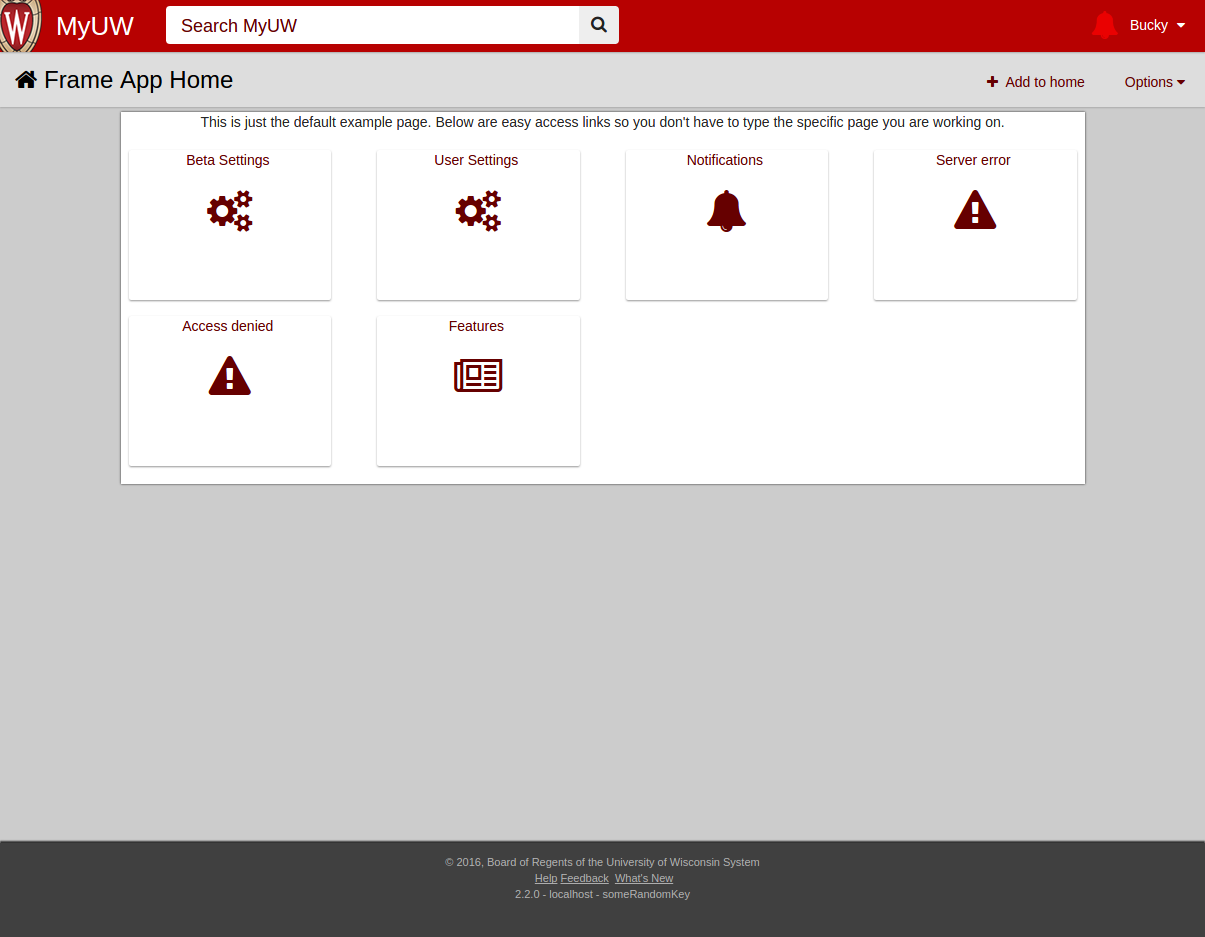 W MyUW Search MyUW Bucky
Frame App Home + Add to home Options
This is just the default example page. Below are easy access links so you don't have to type the specific page you are working on.
Beta Settings User Settings Notifications Server error
Access denied Features
© 2016, Board of Regents of the University of Wisconsin System
Help Feedback What's New
2.2.0 - localhost - someRandomKey